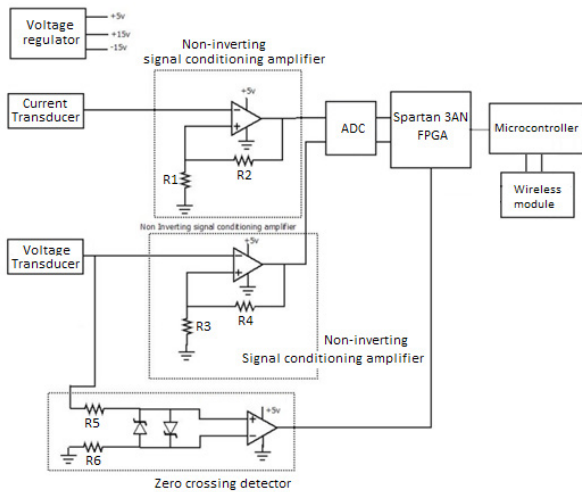 Voltage
regulator
+5v
+15v
-15v
Non-inverting
signal conditioning amplifier
Current
Transducer
+5v
R1
R2
ADC
Spartan 3AN
FPGA
Microcontroller
Wireless
module
Non Inverting signal conditioning amplifier
Voltage
Transducer
+5v
R3
R4
Non-inverting
Signal conditioning amplifier
R5
R6
+5v
Zero crossing detector